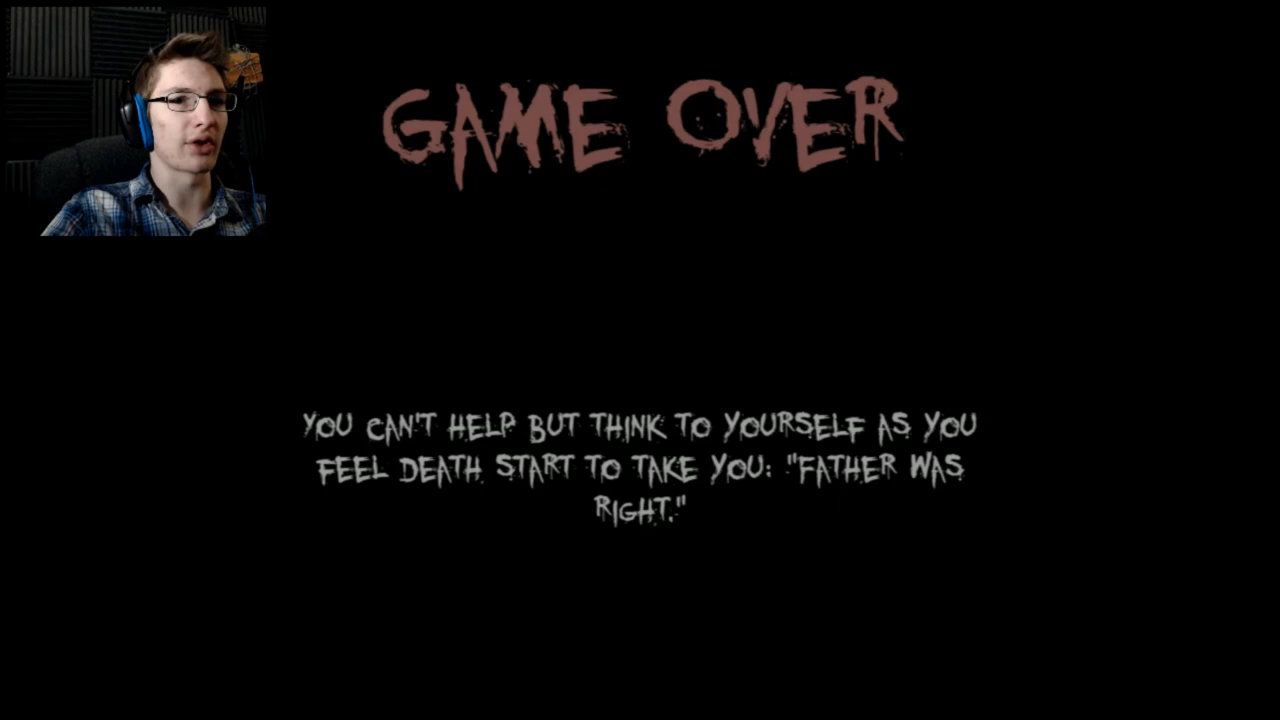 GAME OVER
YOU CAN'T HELP BUT THINK TO YOURSELF AS YOU
FEEL DEATH START TO TAKE YOU: "FATHER WAS
RIGHT."